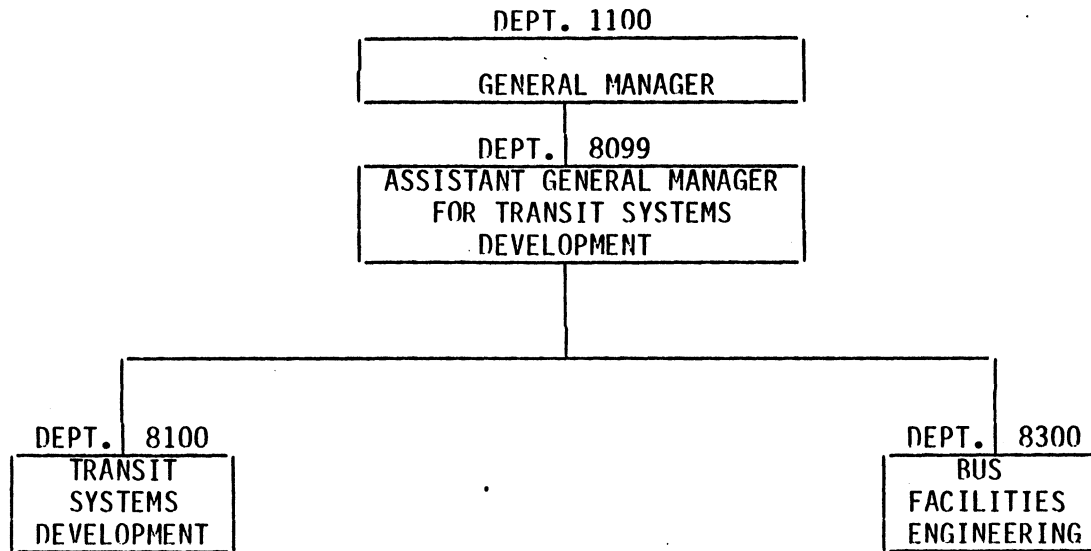 DEPT. 1100
GENERAL MANAGER
DEPT. 8099
ASSISTANT GENERAL MANAGER
FOR TRANSIT SYSTEMS
DEVELOPMENT
DEPT. 8100
TRANSIT
SYSTEMS
DEVELOPMENT
DEPT. 8300
BUS
FACILITIES
ENGINEERING